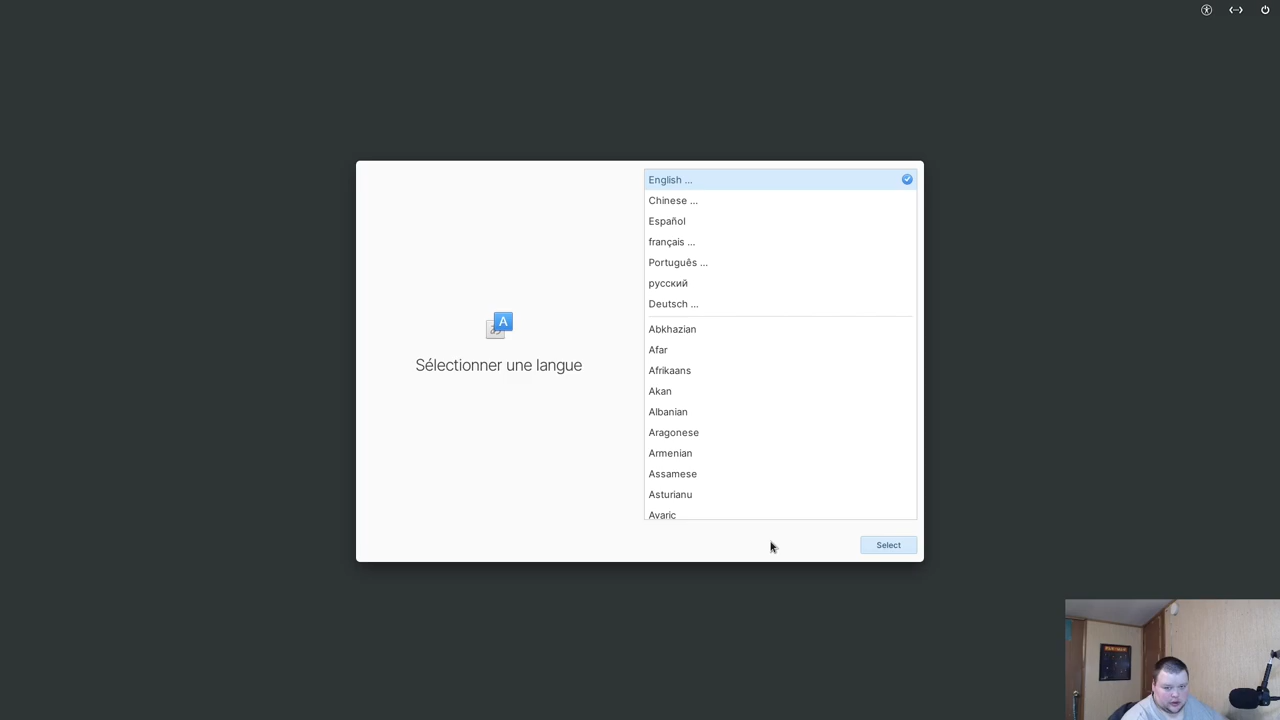 English ...
Chinese ...
Español
français ...
Português ...
русский
Deutsch ...
Abkhazian
Afar
Afrikaans
Akan
Albanian
Aragonese
Armenian
Assamese
Asturianu
Avaric
A
Sélectionner une langue
Select